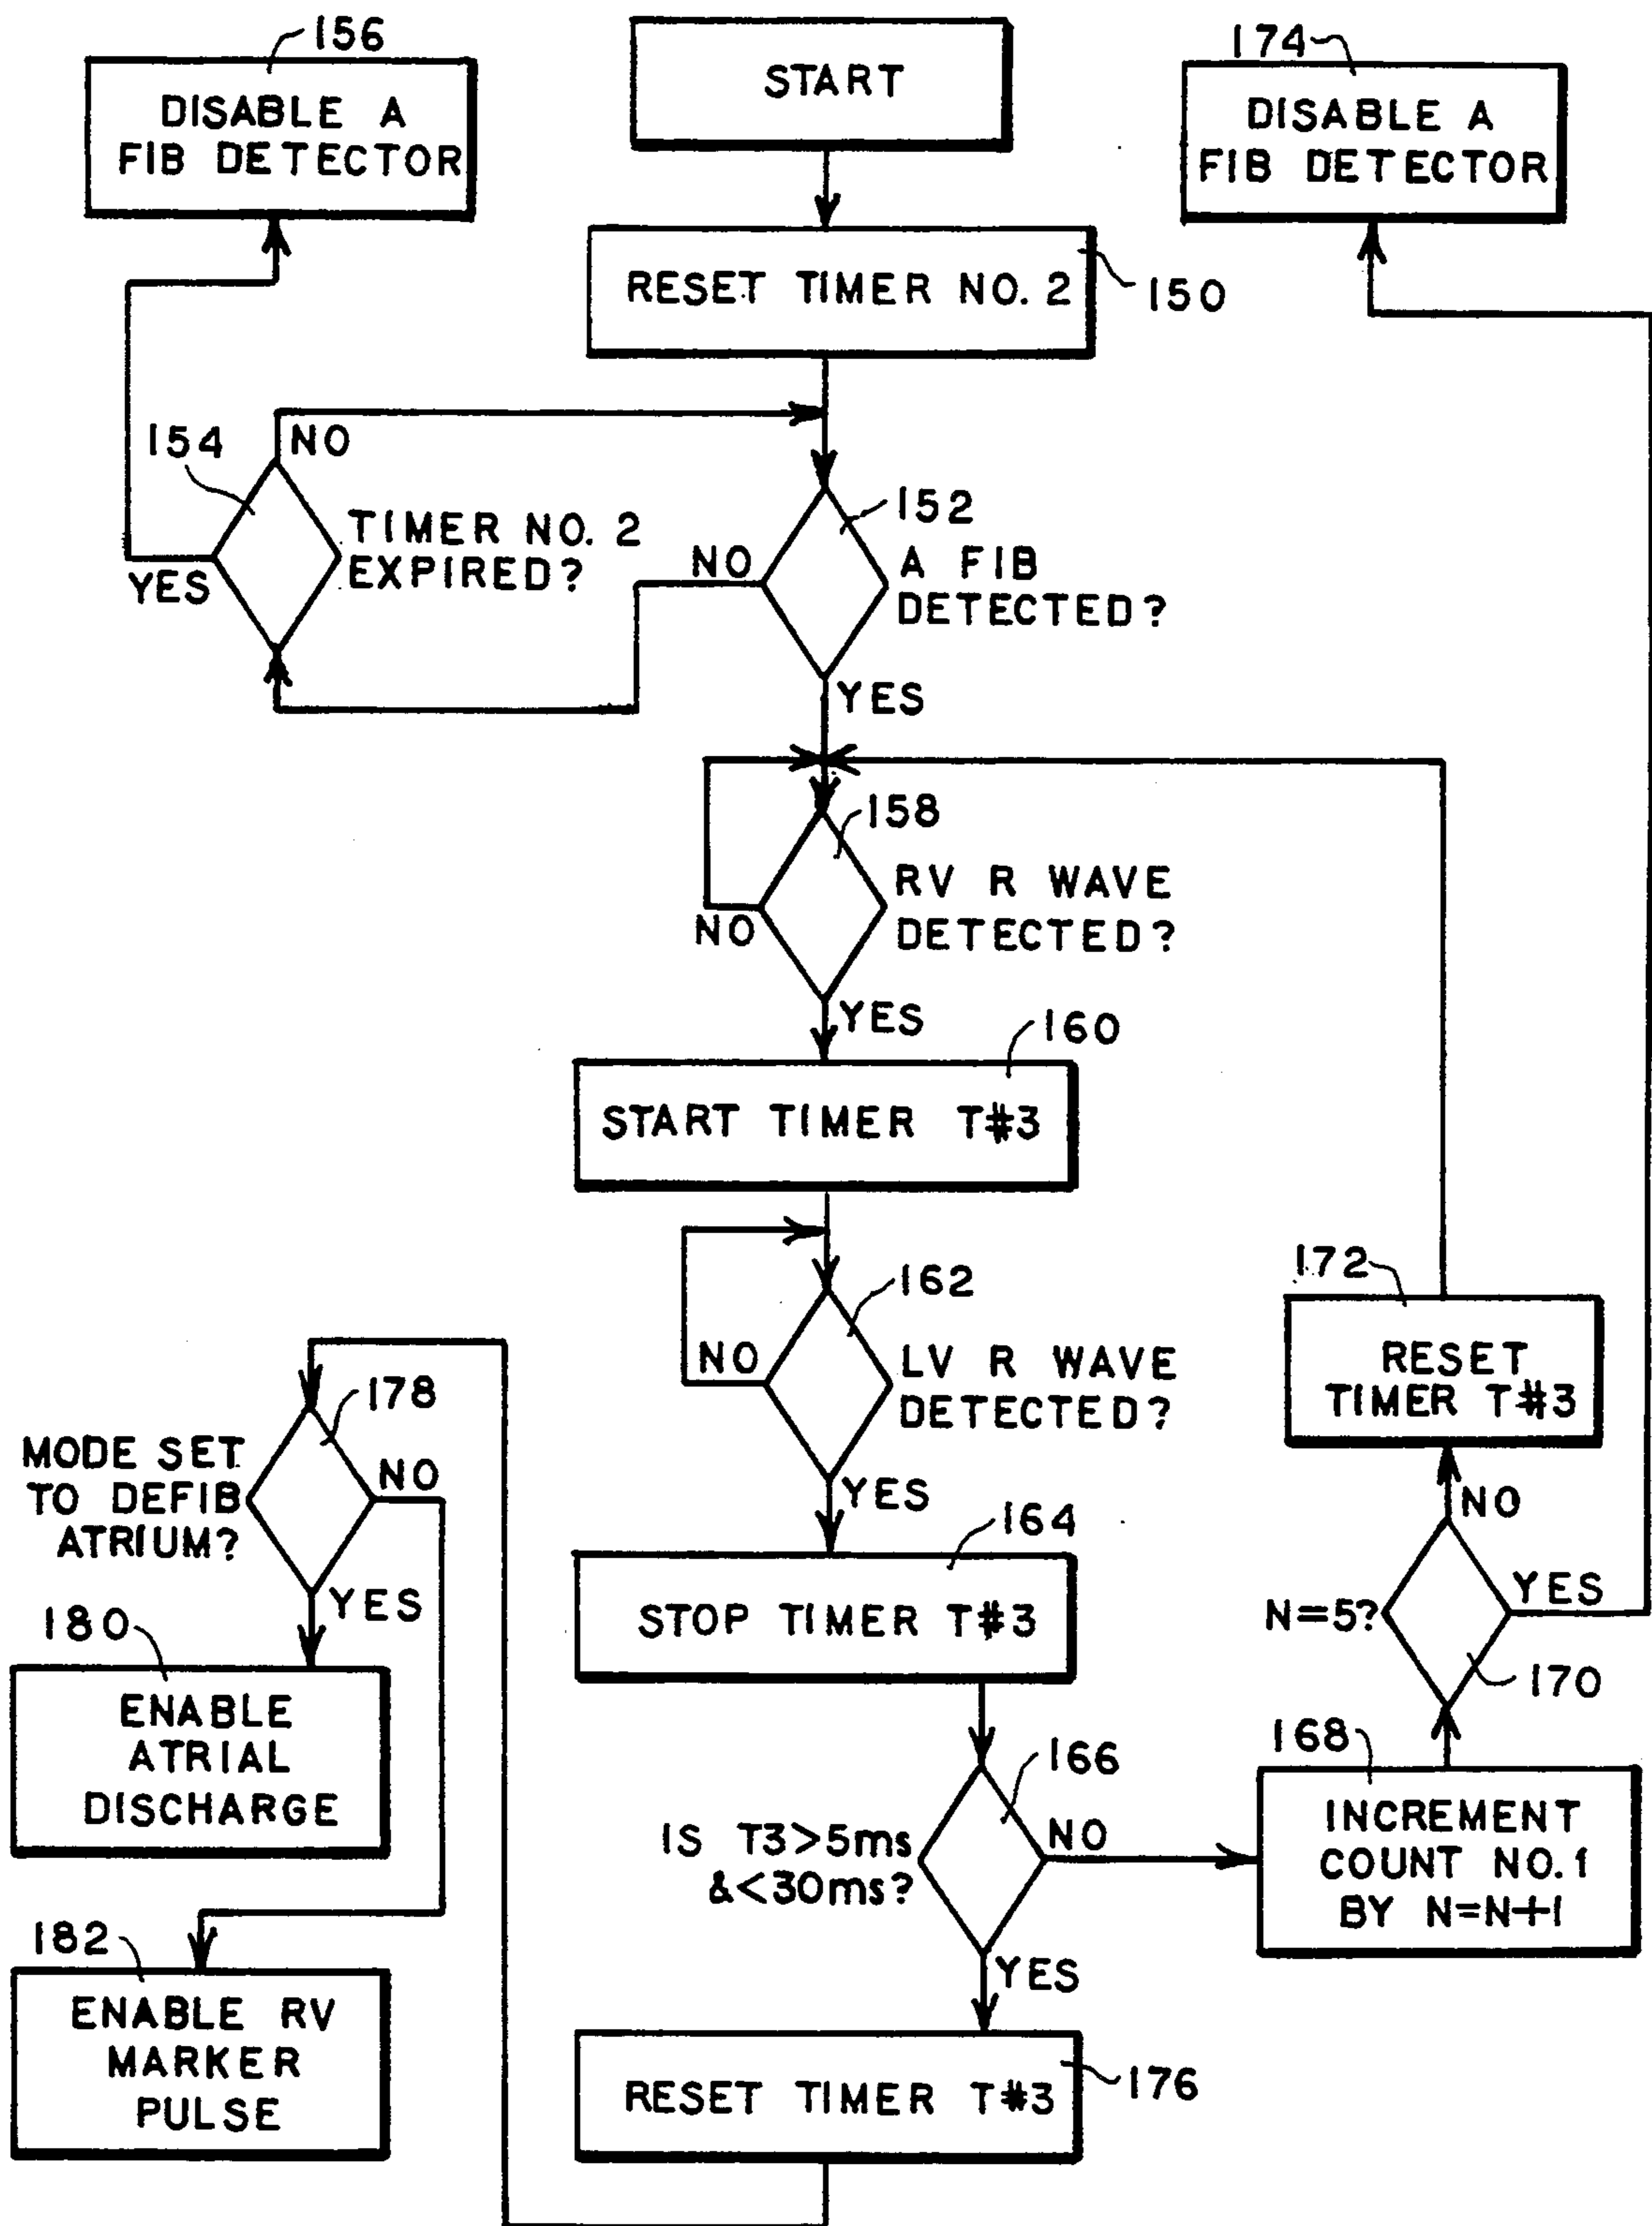 156
DISABLE A
FIB DETECTOR
START
174
DISABLE A
FIB DETECTOR
RESET TIMER NO. 2
150
154
NO
TIMER NO. 2
EXPIRED?
YES
152
A FIB
DETECTED?
NO
YES
158
RV R WAVE
DETECTED?
NO
YES
160
START TIMER T#3
162
LV R WAVE
DETECTED?
NO
YES
164
STOP TIMER T#3
166
IS T3>5ms
&<30ms?
NO
YES
168
INCREMENT
COUNT NO.1
BY N=N+1
170
N=5?
YES
NO
172
RESET
TIMER T#3
RESET TIMER T#3
176
178
MODE SET
TO DEFIB
ATRIUM?
NO
YES
180
ENABLE
ATRIAL
DISCHARGE
182
ENABLE RV
MARKER
PULSE